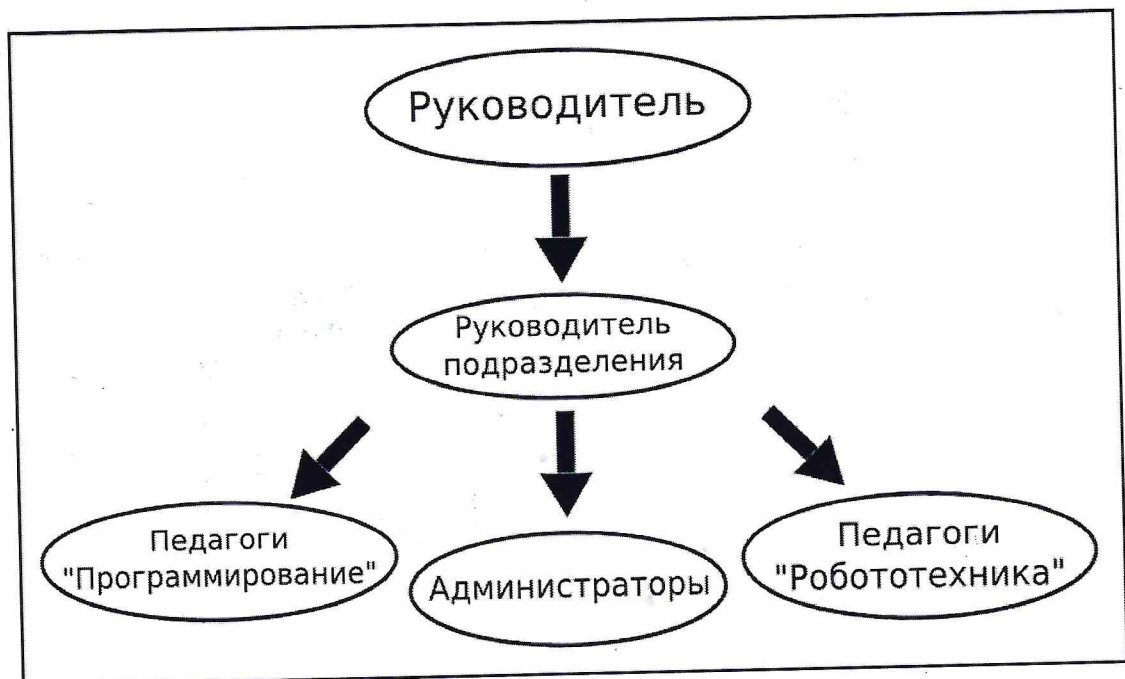 Руководитель
Руководитель
подразделения
Педагоги
"Программирование"
Администраторы
Педагоги
"Робототехника"